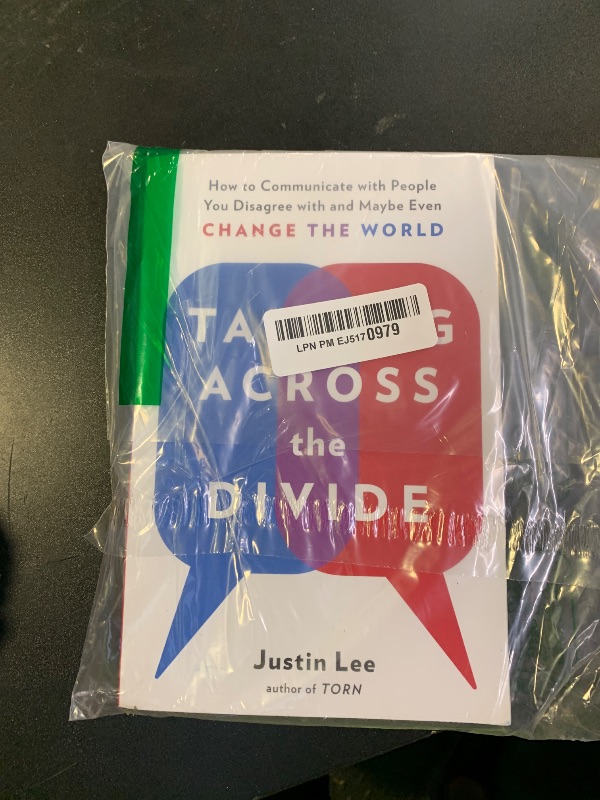 How to Communicate with People
You Disagree with and Maybe Even
CHANGE THE WORLD
TA G
LPN PM EJ5170979
ACROSS
the
DIVIDE
Justin Lee
author of TORN